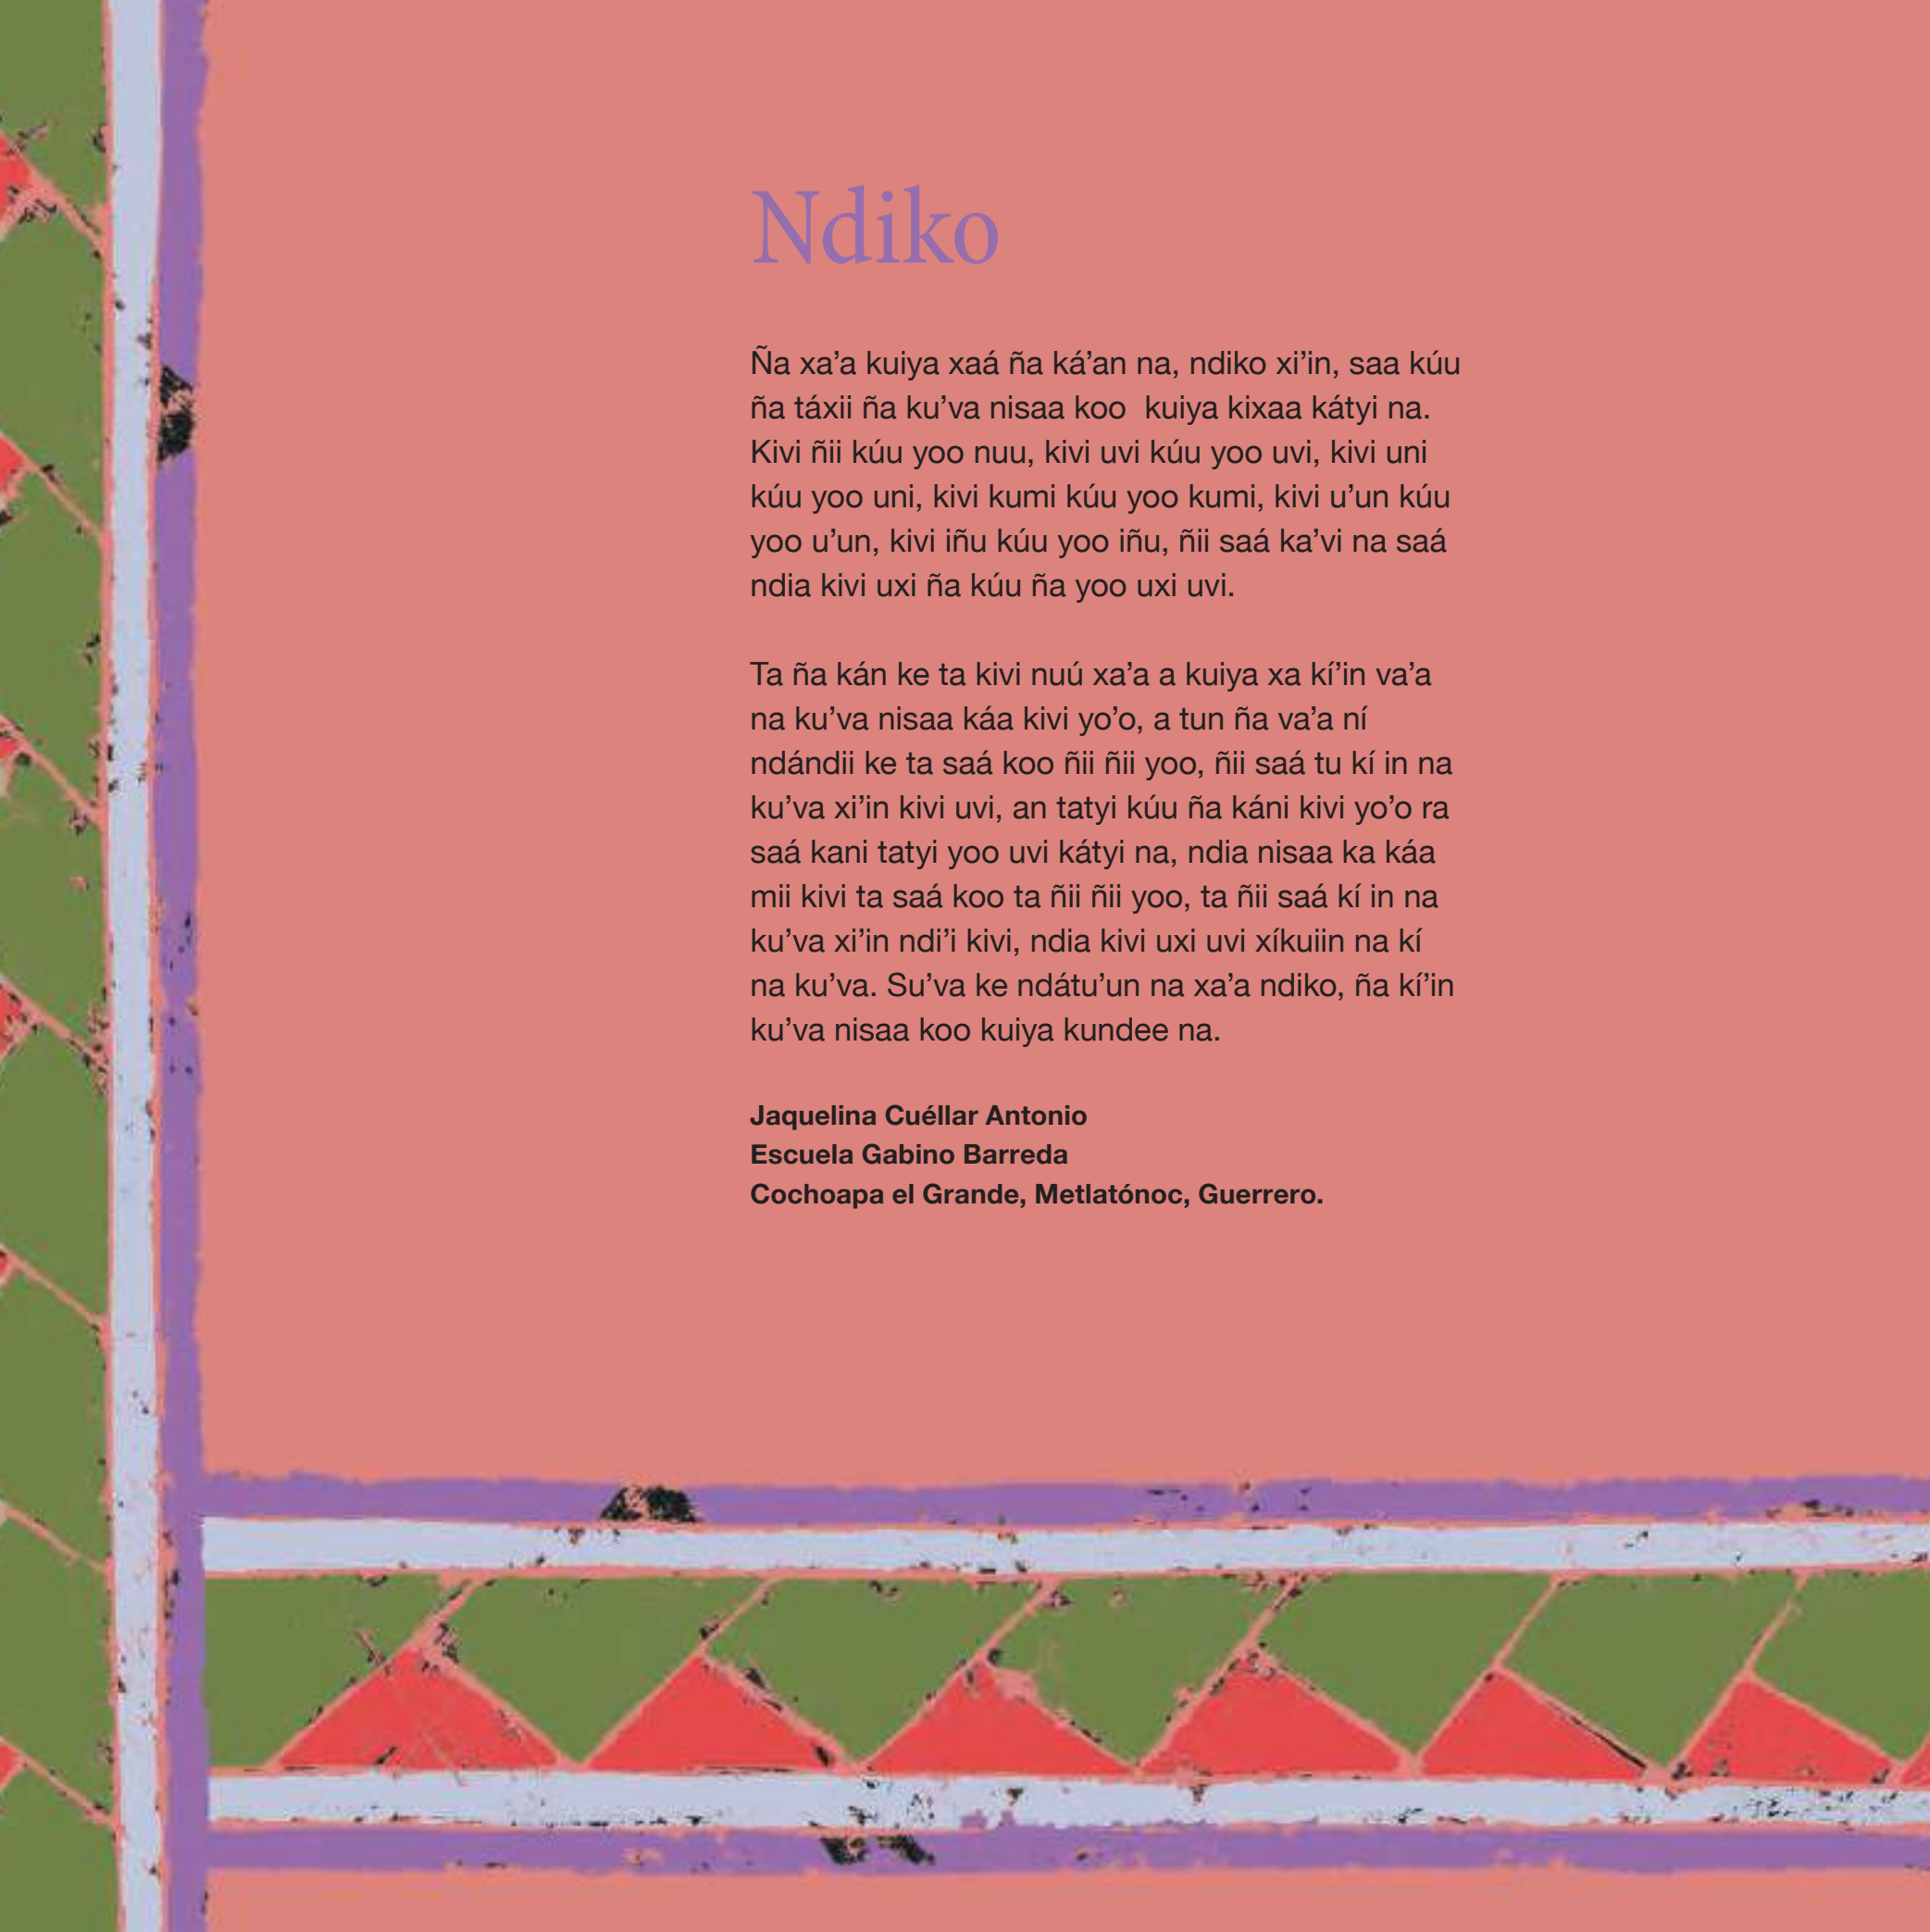 Ndiko
Ña xa’a kuiya xaá ña ká’an na, ndiko xi’in, saa kúu
ña táxii ña ku’va nisaa koo  kuiya kixaa kátyi na.
Kivi ñii kúu yoo nuu, kivi uvi kúu yoo uvi, kivi uni
kúu yoo uni, kivi kumi kúu yoo kumi, kivi u’un kúu
yoo u’un, kivi iñu kúu yoo iñu, ñii saá ka’vi na saá
ndia kivi uxi ña kúu ña yoo uxi uvi.
Ta ña kán ke ta kivi nuú xa’a a kuiya xa kí’in va’a
na ku’va nisaa káa kivi yo’o, a tun ña va’a ní
ndándii ke ta saá koo ñii ñii yoo, ñii saá tu kí in na
ku’va xi’in kivi uvi, an tatyi kúu ña káni kivi yo’o ra
saá kani tatyi yoo uvi kátyi na, ndia nisaa ka káa
mii kivi ta saá koo ta ñii ñii yoo, ta ñii saá kí in na
ku’va xi’in ndi’i kivi, ndia kivi uxi uvi xíkuiin na kí
na ku’va. Su’va ke ndátu’un na xa’a ndiko, ña kí’in
ku’va nisaa koo kuiya kundee na.
Jaquelina Cuéllar Antonio
Escuela Gabino Barreda
Cochoapa el Grande, Metlatónoc, Guerrero.